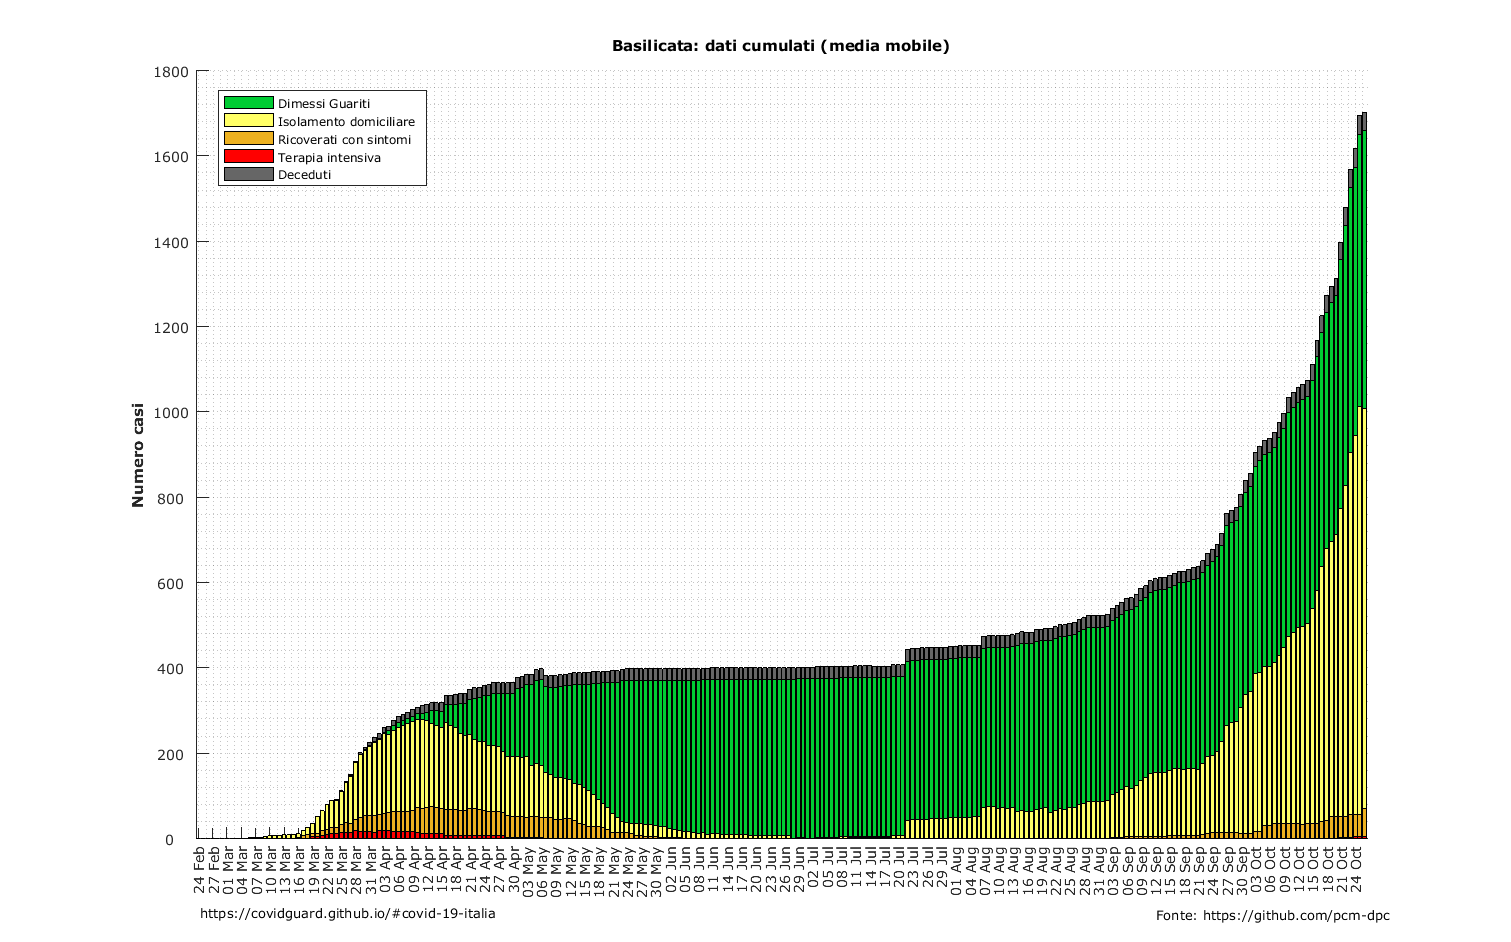 Basilicata: dati cumulati (media mobile)
1800
1600
1400
1200
1000
800
600
400
200
0
Numero casi
Dimessi Guariti
Isolamento domiciliare
Ricoverati con sintomi
Terapia intensiva
Deceduti
24 Feb
27 Feb
01 Mar
04 Mar
07 Mar
10 Mar
13 Mar
16 Mar
19 Mar
22 Mar
25 Mar
28 Mar
31 Mar
03 Apr
06 Apr
09 Apr
12 Apr
15 Apr
18 Apr
21 Apr
24 Apr
27 Apr
30 Apr
03 May
06 May
09 May
12 May
15 May
18 May
21 May
24 May
27 May
30 May
02 Jun
05 Jun
08 Jun
11 Jun
14 Jun
17 Jun
20 Jun
23 Jun
26 Jun
29 Jun
02 Jul
05 Jul
08 Jul
11 Jul
14 Jul
17 Jul
20 Jul
23 Jul
26 Jul
29 Jul
01 Aug
04 Aug
07 Aug
10 Aug
13 Aug
16 Aug
19 Aug
22 Aug
25 Aug
28 Aug
31 Aug
03 Sep
06 Sep
09 Sep
12 Sep
15 Sep
18 Sep
21 Sep
24 Sep
27 Sep
30 Sep
03 Oct
06 Oct
09 Oct
12 Oct
15 Oct
18 Oct
21 Oct
24 Oct
https://covidguard.github.io/#covid-19-italia
Fonte: https://github.com/pcm-dpc